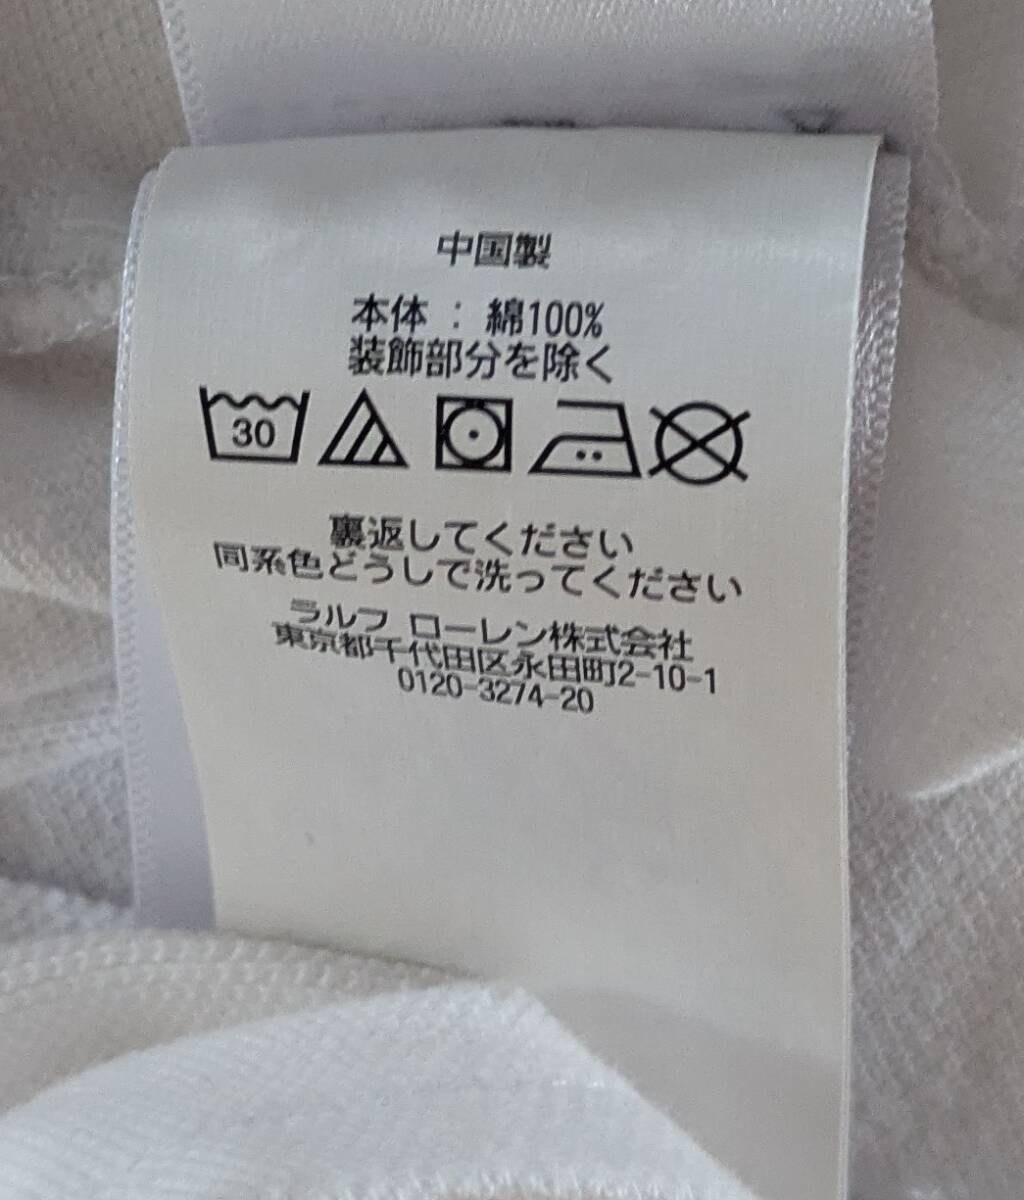 中国製
本体 : 綿100%
装飾部分を除く
30
裏返してください
同系色どうしで洗ってください
ラルフ ローレン株式会社
東京都千代田区永田町2-10-1
0120-3274-20